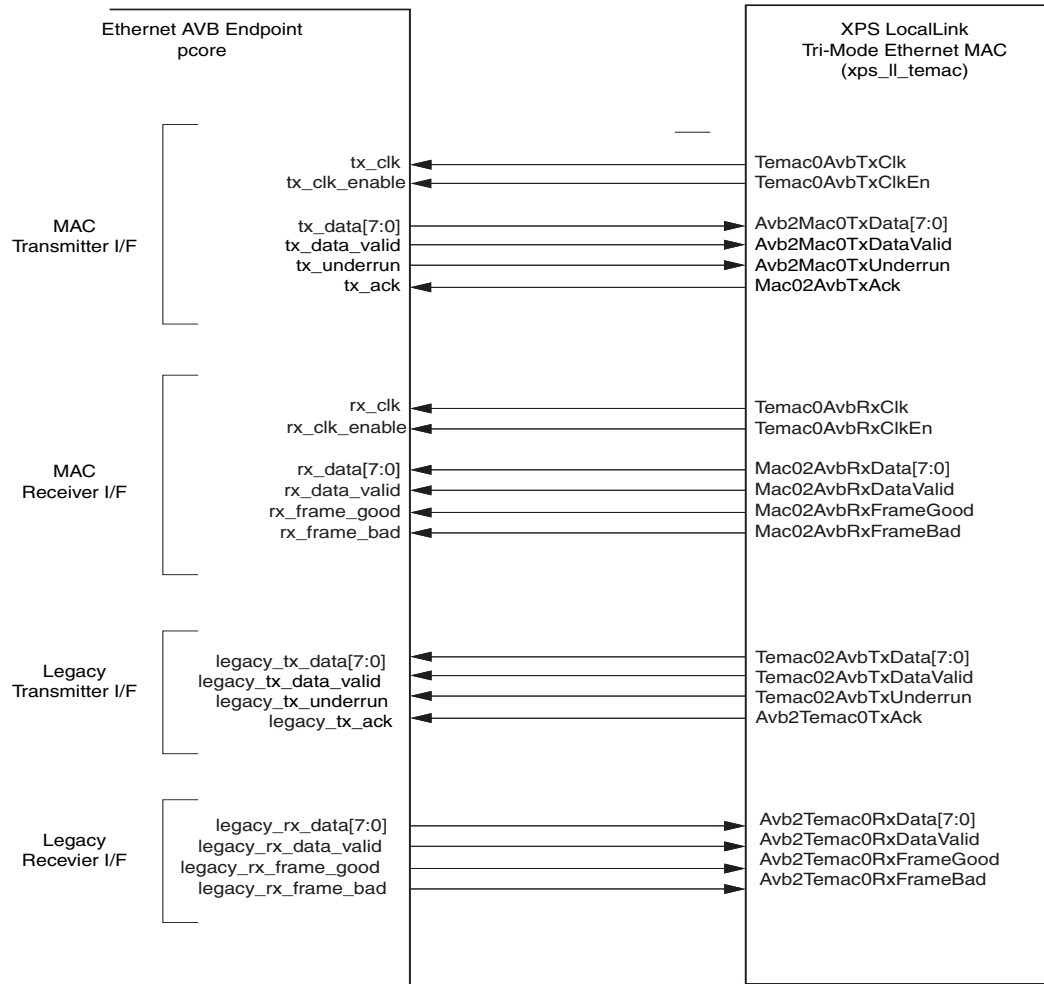 Ethernet AVB Endpoint
pcore
XPS LocalLink
Tri-Mode Ethernet MAC
(xps_ll_temac)
MAC
Transmitter I/F
tx_clk
Temac0AvbTxClk
tx_clk_enable
Temac0AvbTxClkEn
tx_data[7:0]
Avb2Mac0TxData[7:0]
tx_data_valid
Avb2Mac0TxDataValid
tx_underrun
Avb2Mac0TxUnderrun
tx_ack
Mac02AvbTxAck
MAC
Receiver I/F
rx_clk
Temac0AvbRxClk
rx_clk_enable
Temac0AvbRxClkEn
rx_data[7:0]
Mac02AvbRxData[7:0]
rx_data_valid
Mac02AvbRxDataValid
rx_frame_good
Mac02AvbRxFrameGood
rx_frame_bad
Mac02AvbRxFrameBad
Legacy
Transmitter I/F
legacy_tx_data[7:0]
Temac02AvbTxData[7:0]
legacy_tx_data_valid
Temac02AvbTxDataValid
legacy_tx_underrun
Temac02AvbTxUnderrun
legacy_tx_ack
Avb2Temac0TxAck
Legacy
Recevier I/F
legacy_rx_data[7:0]
Avb2Temac0RxData[7:0]
legacy_rx_data_valid
Avb2Temac0RxDataValid
legacy_rx_frame_good
Avb2Temac0RxFrameGood
legacy_rx_frame_bad
Avb2Temac0RxFrameBad